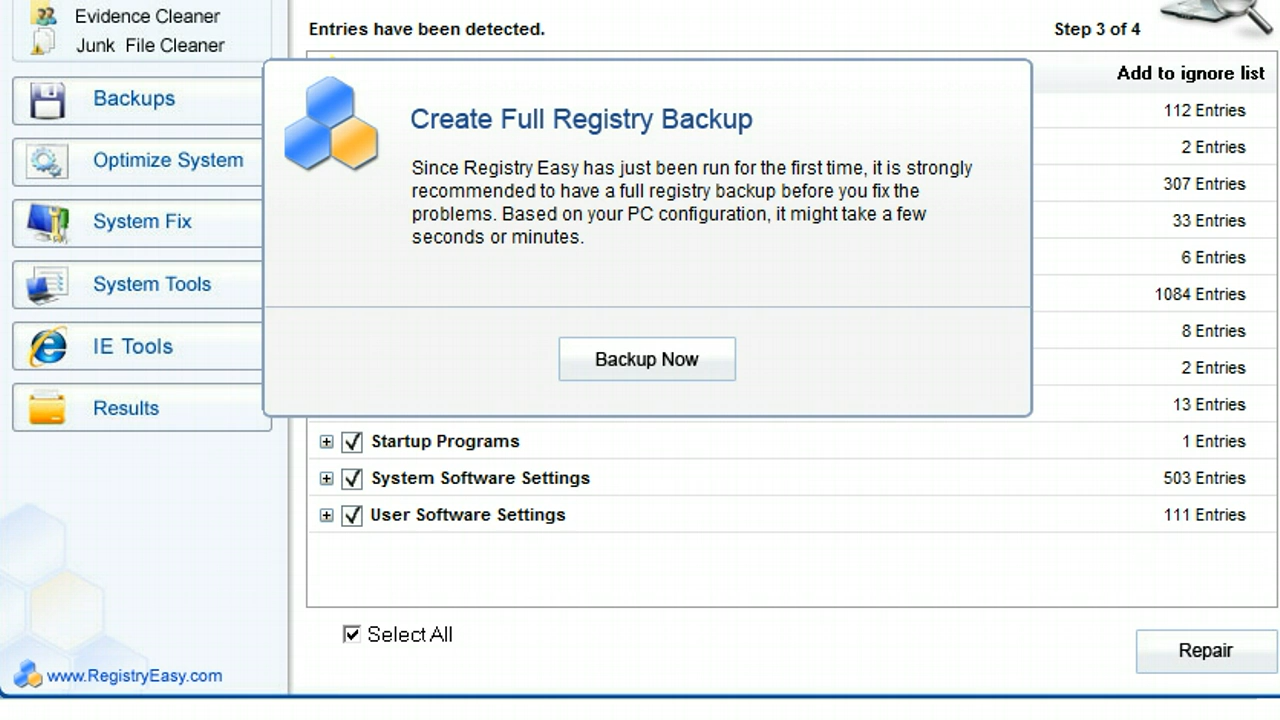 Evidence Cleaner
Junk File Cleaner
Backups
Optimize System
System Fix
System Tools
IE Tools
Results
www.RegistryEasy.com
Entries have been detected.
Step 3 of 4
Add to ignore list
112 Entries
2 Entries
307 Entries
33 Entries
6 Entries
1084 Entries
8 Entries
2 Entries
13 Entries
Startup Programs 1 Entries
System Software Settings 503 Entries
User Software Settings 111 Entries
Create Full Registry Backup
Since Registry Easy has just been run for the first time, it is strongly
recommended to have a full registry backup before you fix the
problems. Based on your PC configuration, it might take a few
seconds or minutes.
Backup Now
Select All
Repair